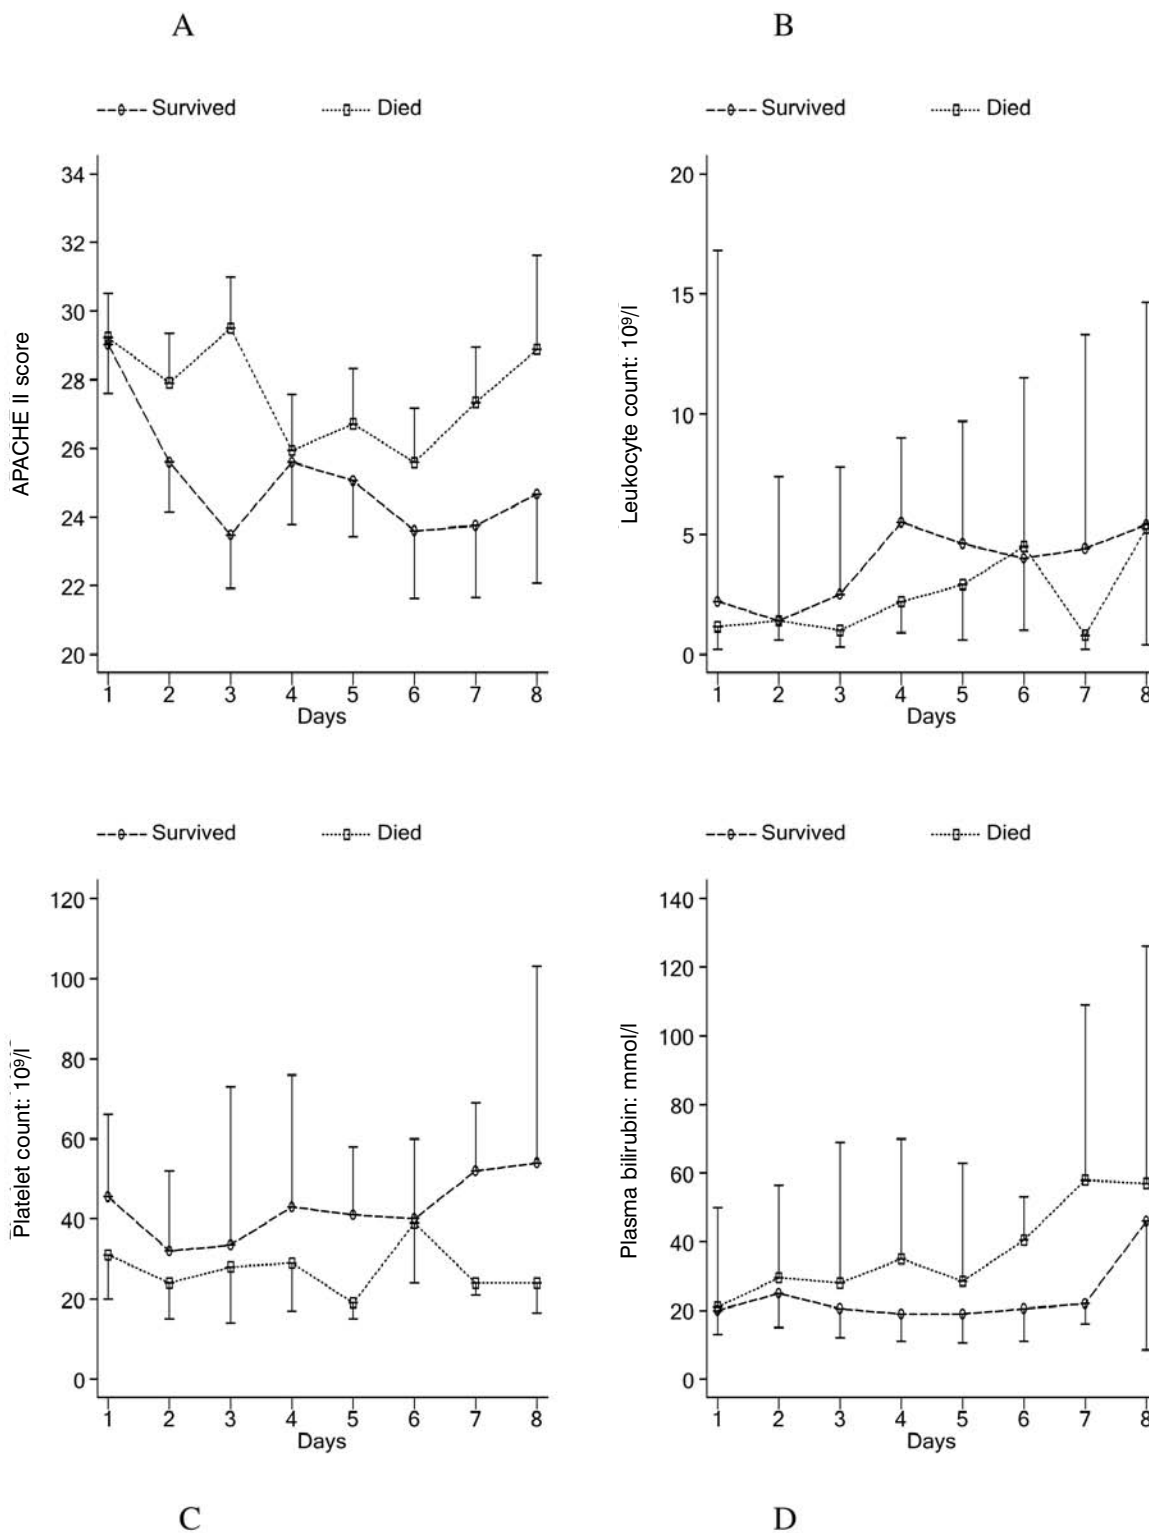 A
B
Survived Died
34
32
30
28
26
24
22
20
APACHE II score
1 2 3 4 5 6 7 8
Days
Survived Died
20
15
10
5
0
Leukocyte count: 10⁹/l
1 2 3 4 5 6 7 8
Days
Survived Died
120
100
80
60
40
20
0
Platelet count: 10⁹/l
1 2 3 4 5 6 7 8
Days
Survived Died
140
120
100
80
60
40
20
0
Plasma bilirubin: mmol/l
1 2 3 4 5 6 7 8
Days
C
D